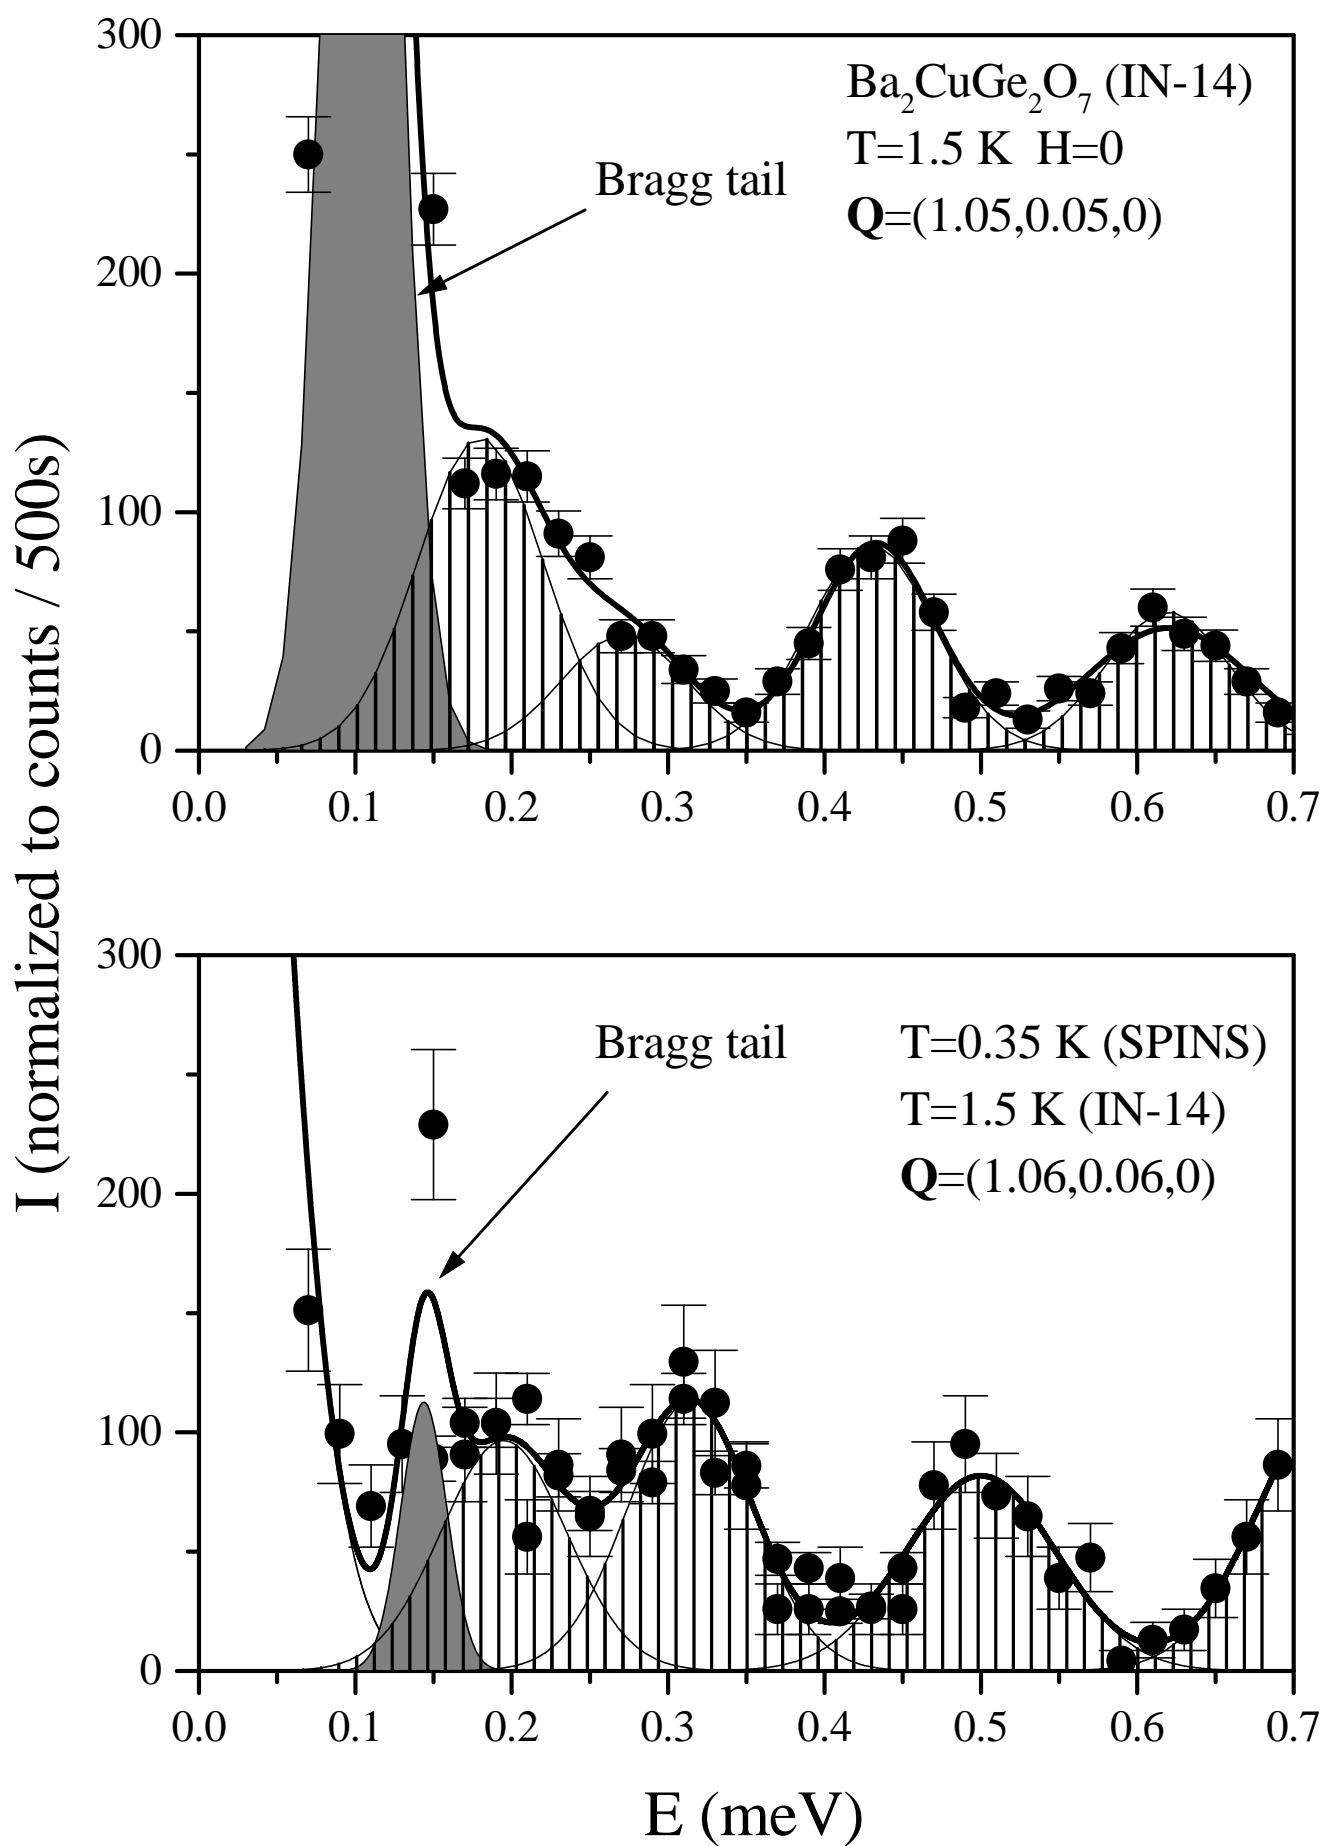 I (normalized to counts / 500s)
300
200
100
0
Ba₂CuGe₂O₇ (IN-14)
T=1.5 K H=0
Q=(1.05,0.05,0)
Bragg tail
0.0 0.1 0.2 0.3 0.4 0.5 0.6 0.7
300
200
100
0
Bragg tail
T=0.35 K (SPINS)
T=1.5 K (IN-14)
Q=(1.06,0.06,0)
0.0 0.1 0.2 0.3 0.4 0.5 0.6 0.7
E (meV)